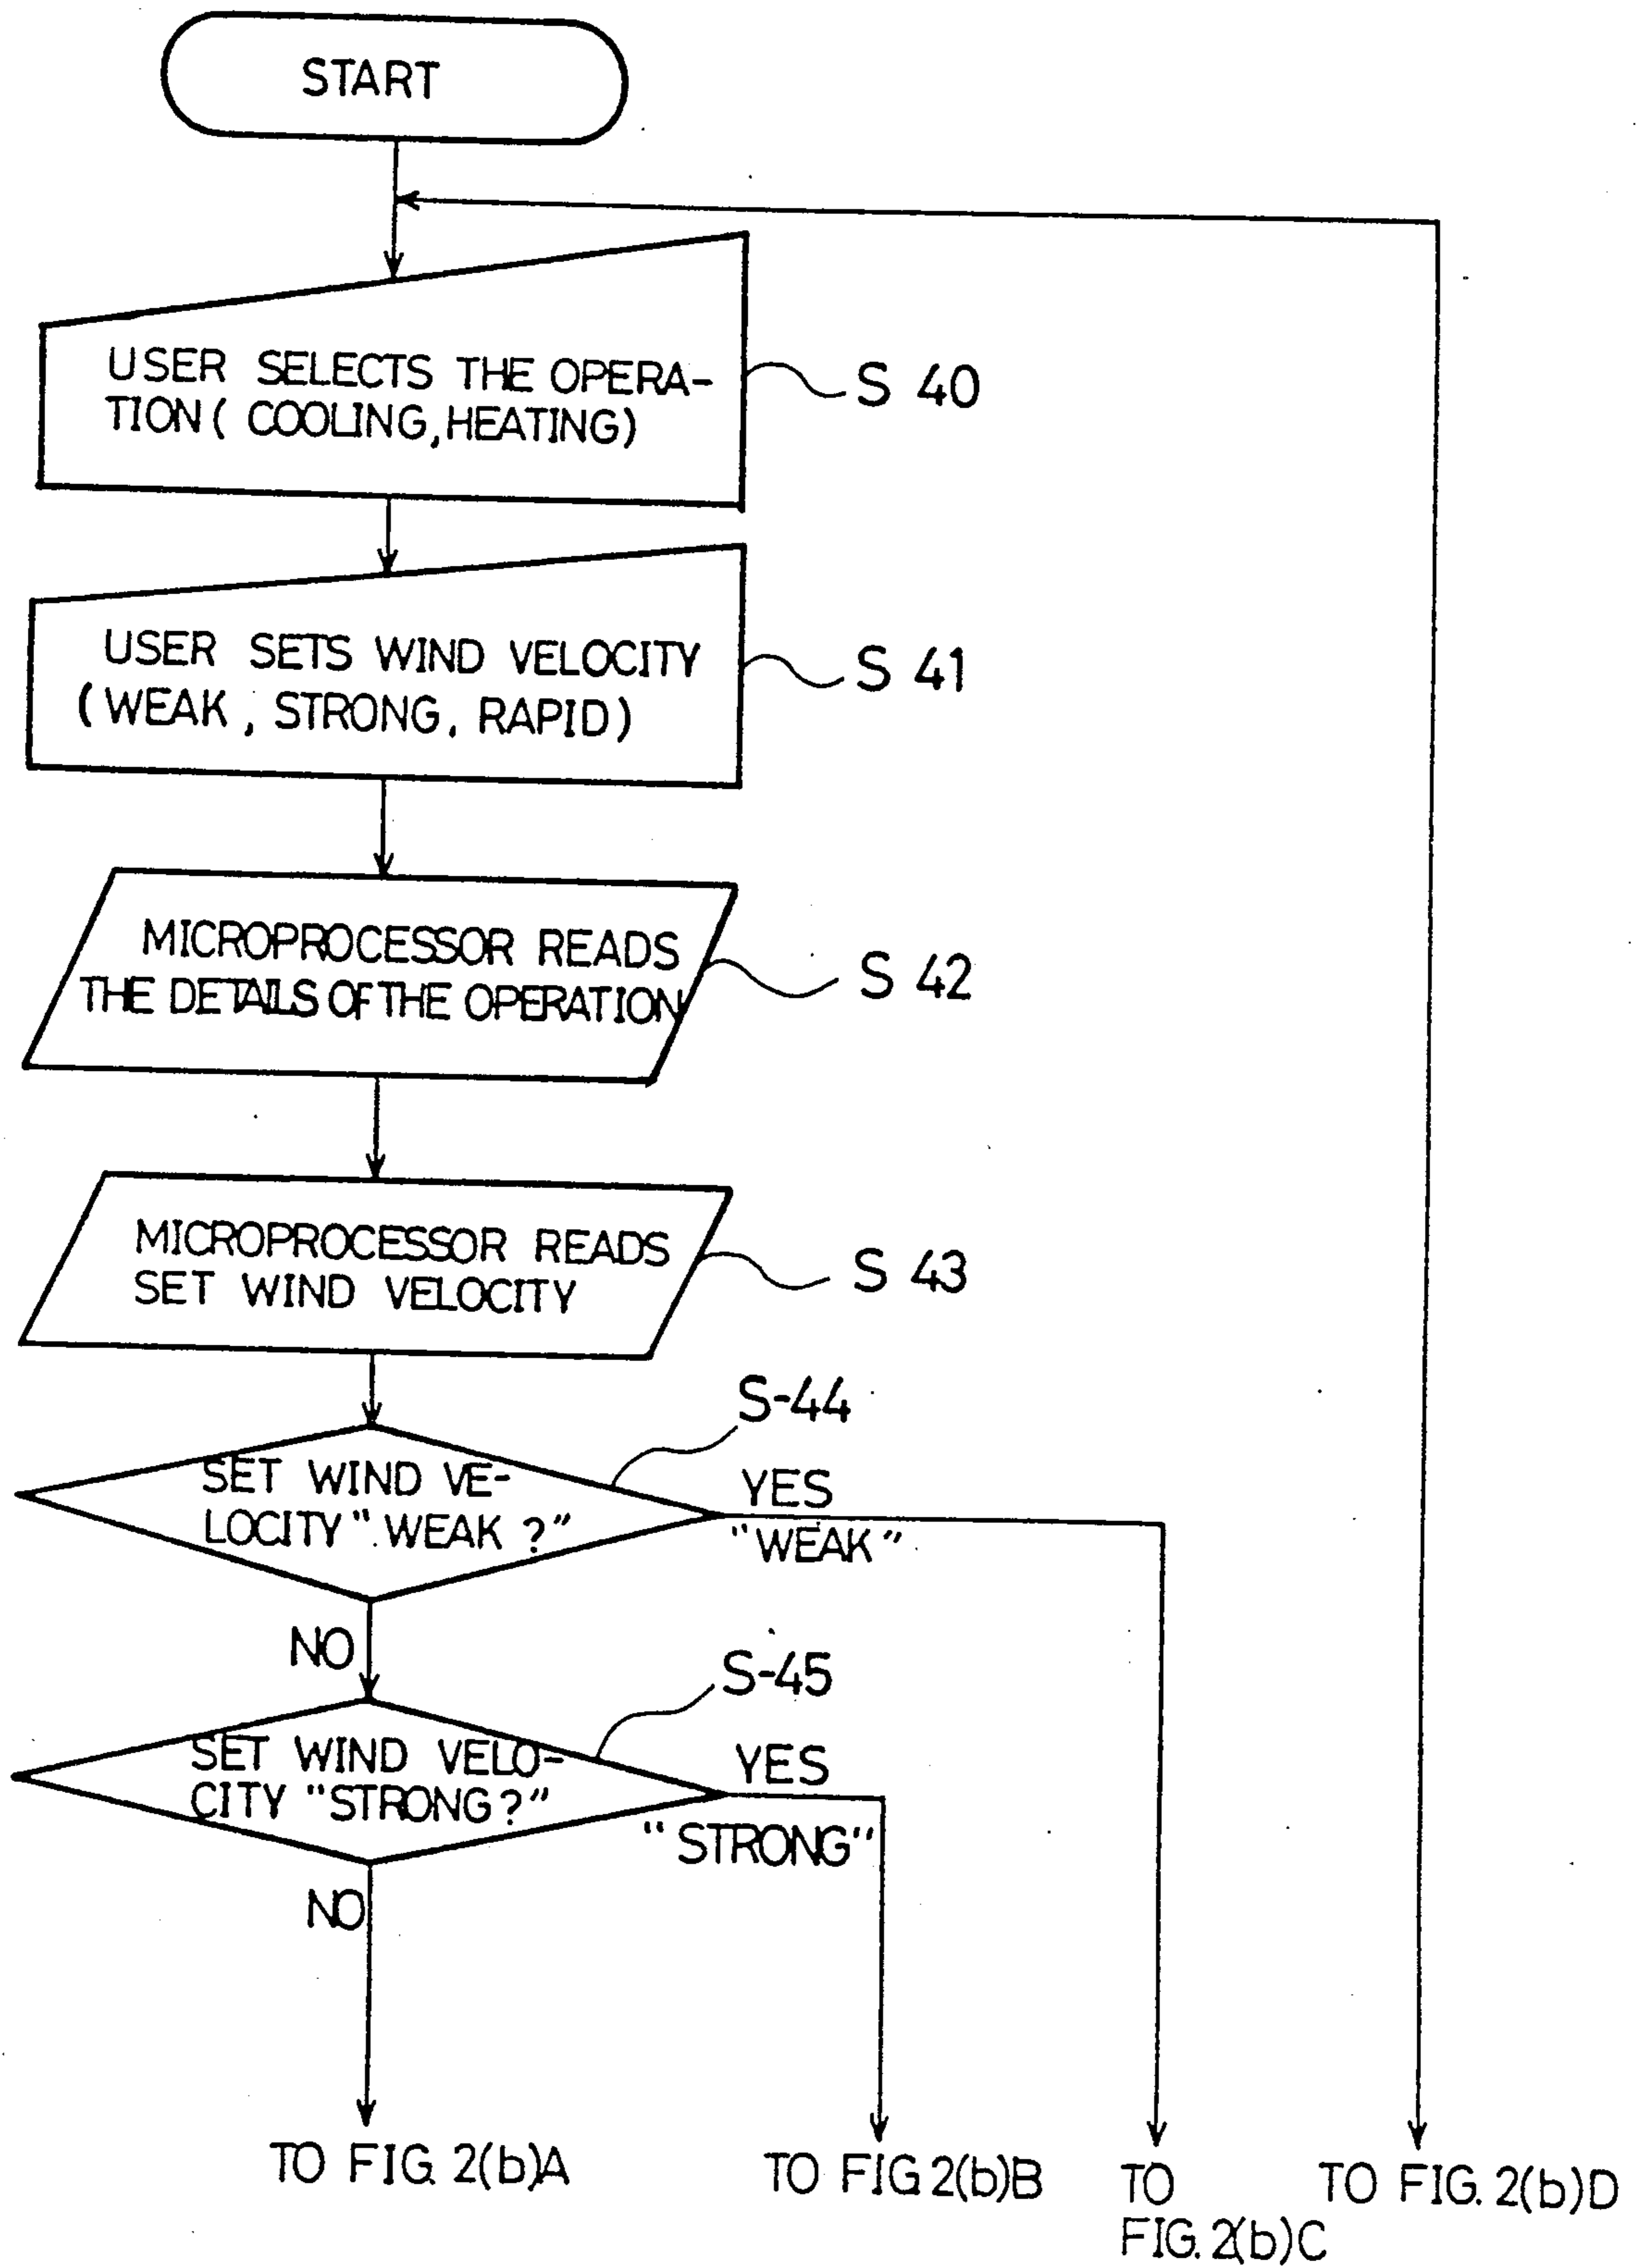 START
USER SELECTS THE OPERA-
TION( COOLING,HEATING)
S 40
USER SETS WIND VELOCITY
(WEAK, STRONG, RAPID)
S 41
MICROPROCESSOR READS
THE DETAILS OF THE OPERATION
S 42
MICROPROCESSOR READS
SET WIND VELOCITY
S 43
S-44
SET WIND VE-
LOCITY "WEAK ?"
YES
"WEAK"
NO
S-45
SET WIND VELO-
CITY "STRONG?"
YES
"STRONG"
NO
TO FIG. 2(b)A
TO FIG 2(b)B
TO
FIG. 2(b)C
TO FIG. 2(b)D